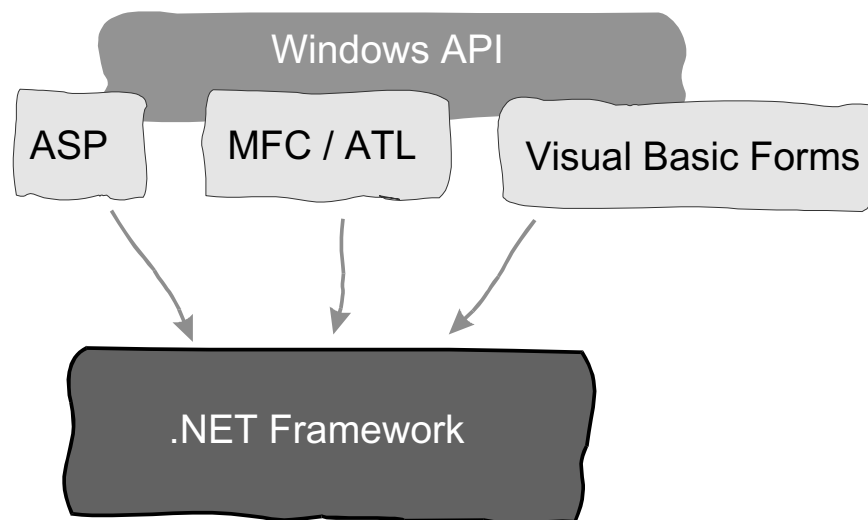 Windows API
ASP
MFC / ATL
Visual Basic Forms
.NET Framework